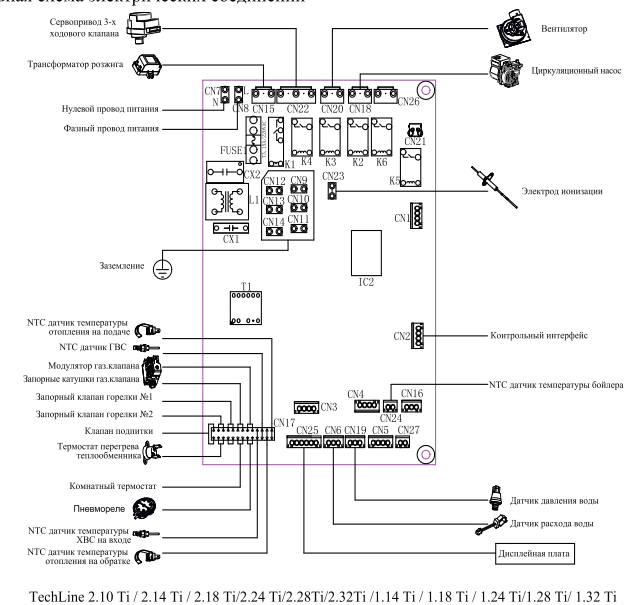 ная схема электрических соединений
Сервопривод 3-х
ходового клапана
Трансформатор розжига
Нулевой провод питания
Фазный провод питания
Вентилятор
Циркуляционный насос
CN7 L
N CN8 CN15 CN22 CN20 CN18 CN26
FUSE1
K1 K4 K3 K2 K6
CN21
K5
CX2
CN12 CN9
CN23
L1
CN13 CN10
CN14 CN11
CX1
CN1
Электрод ионизации
Заземление
IC2
T1
NTC датчик температуры
отопления на подаче
NTC датчик ГВС
Модулятор газ.клапана
Запорные катушки газ.клапана
Запорный клапан горелки №1
Запорный клапан горелки №2
Клапан подпитки
Термостат перегрева
теплообменника
Комнатный термостат
Пневмореле
NTC датчик температуры
ХВС на входе
NTC датчик температуры
отопления на обратке
CN2
Контрольный интерфейс
NTC датчик температуры бойлера
CN3 CN4 CN16
CN24
CN17
CN25 CN6 CN19 CN5 CN27
Датчик давления воды
Датчик расхода воды
Дисплейная плата
TechLine 2.10 Ti / 2.14 Ti / 2.18 Ti/2.24 Ti/2.28Ti/2.32Ti /1.14 Ti / 1.18 Ti / 1.24 Ti/1.28 Ti/ 1.32 Ti